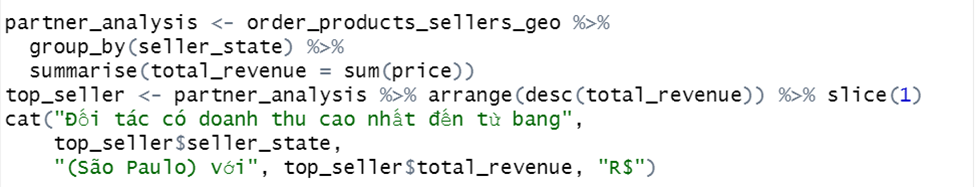 partner_analysis <- order_products_sellers_geo %>%
  group_by(seller_state) %>%
  summarise(total_revenue = sum(price))
top_seller <- partner_analysis %>% arrange(desc(total_revenue)) %>% slice(1)
cat("Đối tác có doanh thu cao nhất đến từ bang",
    top_seller$seller_state,
    "(São Paulo) với", top_seller$total_revenue, "R$")